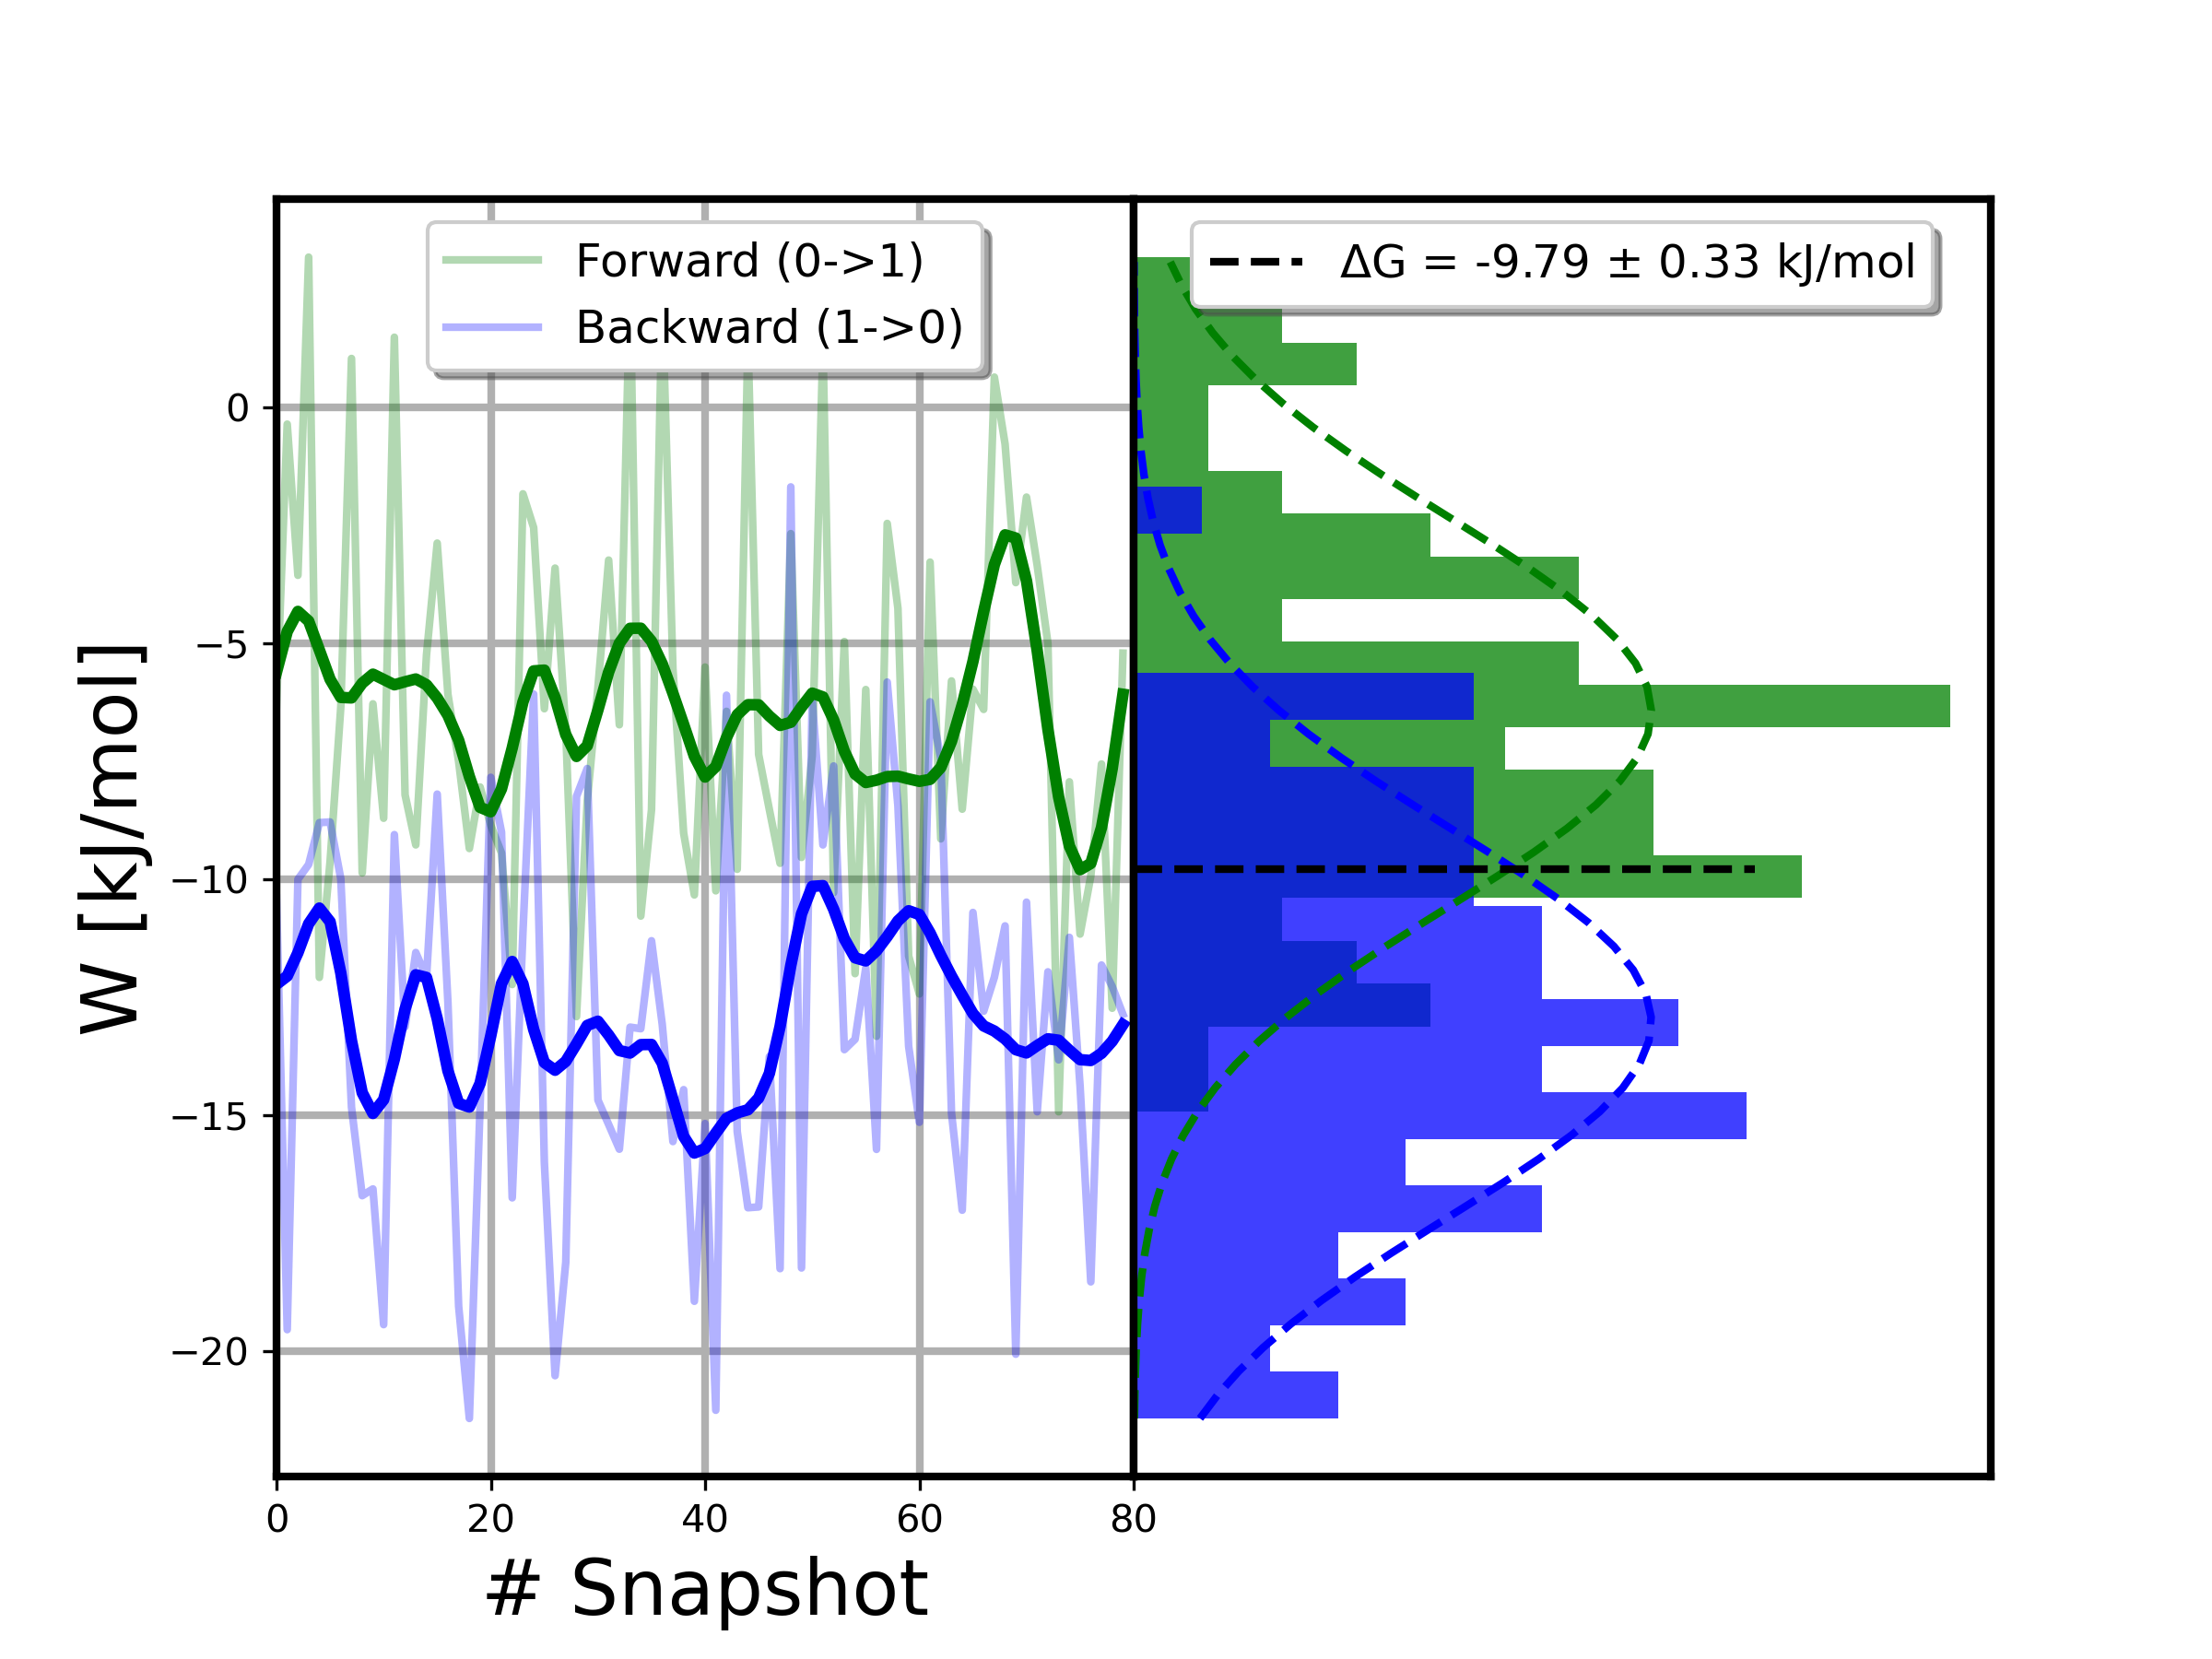 Forward (0->1)
Backward (1->0)
ΔG = -9.79 ± 0.33 kJ/mol
0
−5
−10
−15
−20
W [kJ/mol]
0 20 40 60 80
# Snapshot